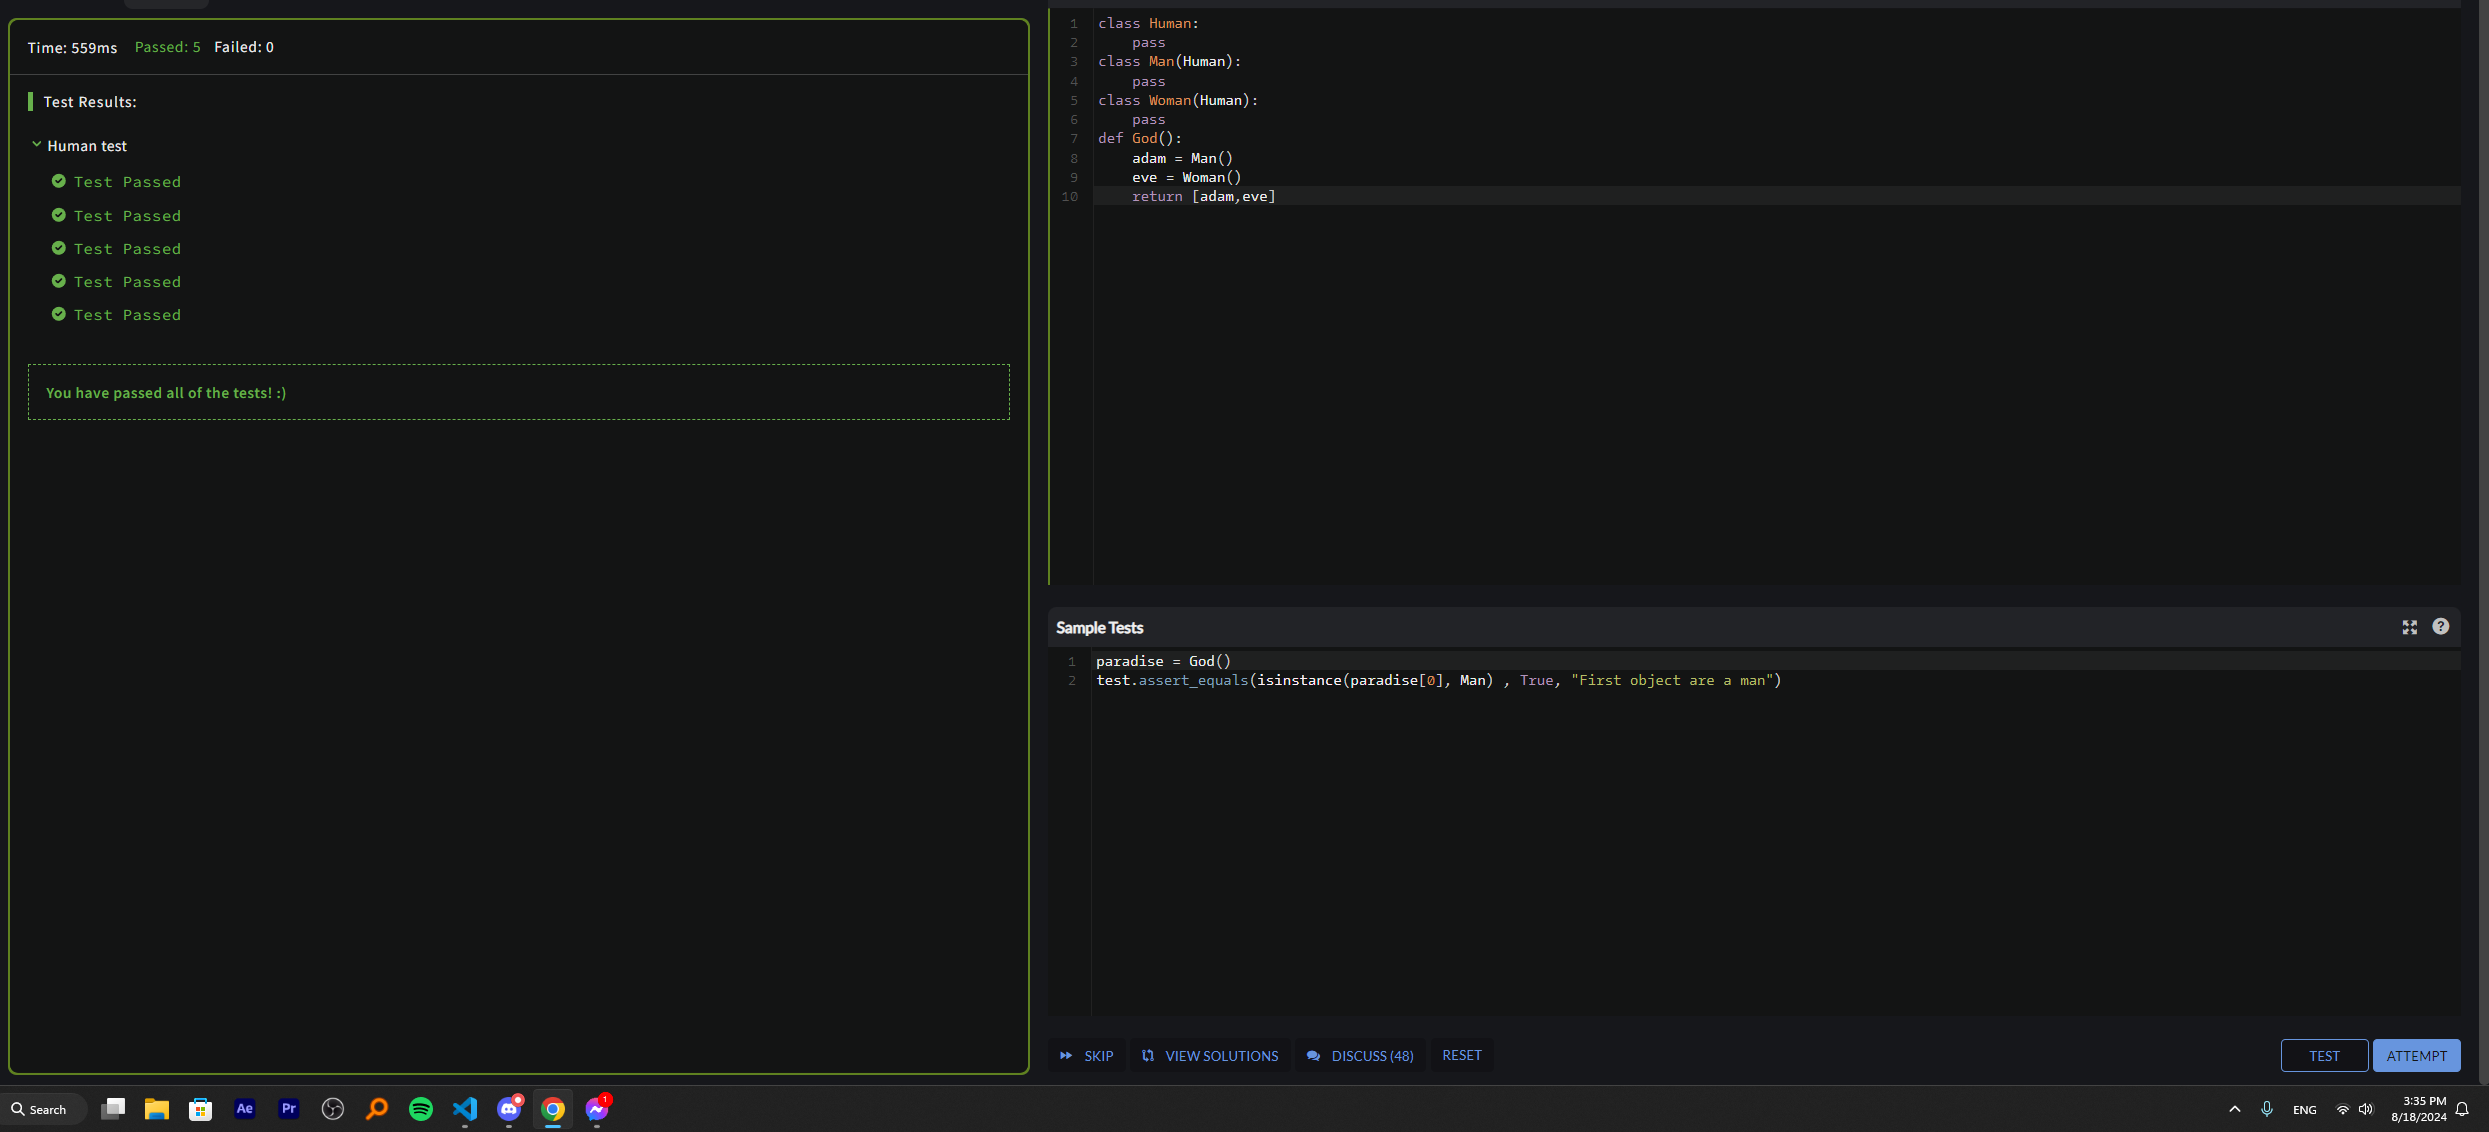 Time: 559ms Passed: 5 Failed: 0
Test Results:
Human test
Test Passed
Test Passed
Test Passed
Test Passed
Test Passed
You have passed all of the tests! :)
1 class Human:
2     pass
3 class Man(Human):
4     pass
5 class Woman(Human):
6     pass
7 def God():
8     adam = Man()
9     eve = Woman()
10     return [adam,eve]
Sample Tests
?
1 paradise = God()
2 test.assert_equals(isinstance(paradise[0], Man) , True, "First object are a man")
SKIP VIEW SOLUTIONS DISCUSS (48) RESET TEST ATTEMPT
Search Ae Pr 1 ENG 3:35 PM
8/18/2024